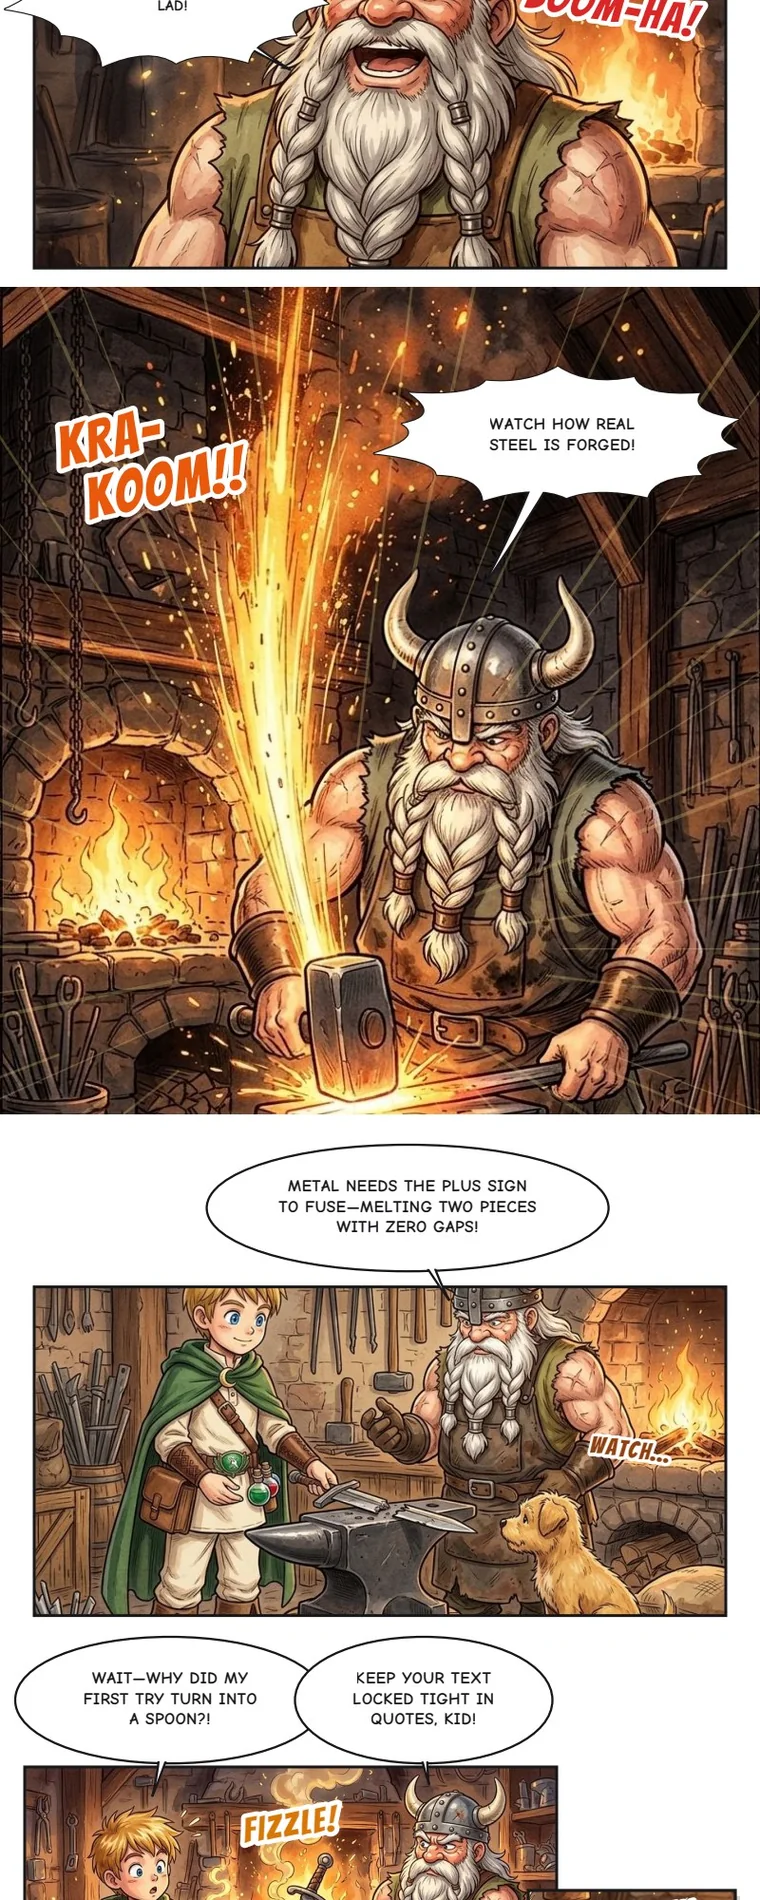 LAD!
BOOM-HA!
KRA-
KOOM!!
WATCH HOW REAL
STEEL IS FORGED!
METAL NEEDS THE PLUS SIGN
TO FUSE—MELTING TWO PIECES
WITH ZERO GAPS!
WATCH...
WAIT—WHY DID MY
FIRST TRY TURN INTO
A SPOON?!
KEEP YOUR TEXT
LOCKED TIGHT IN
QUOTES, KID!
FIZZLE!